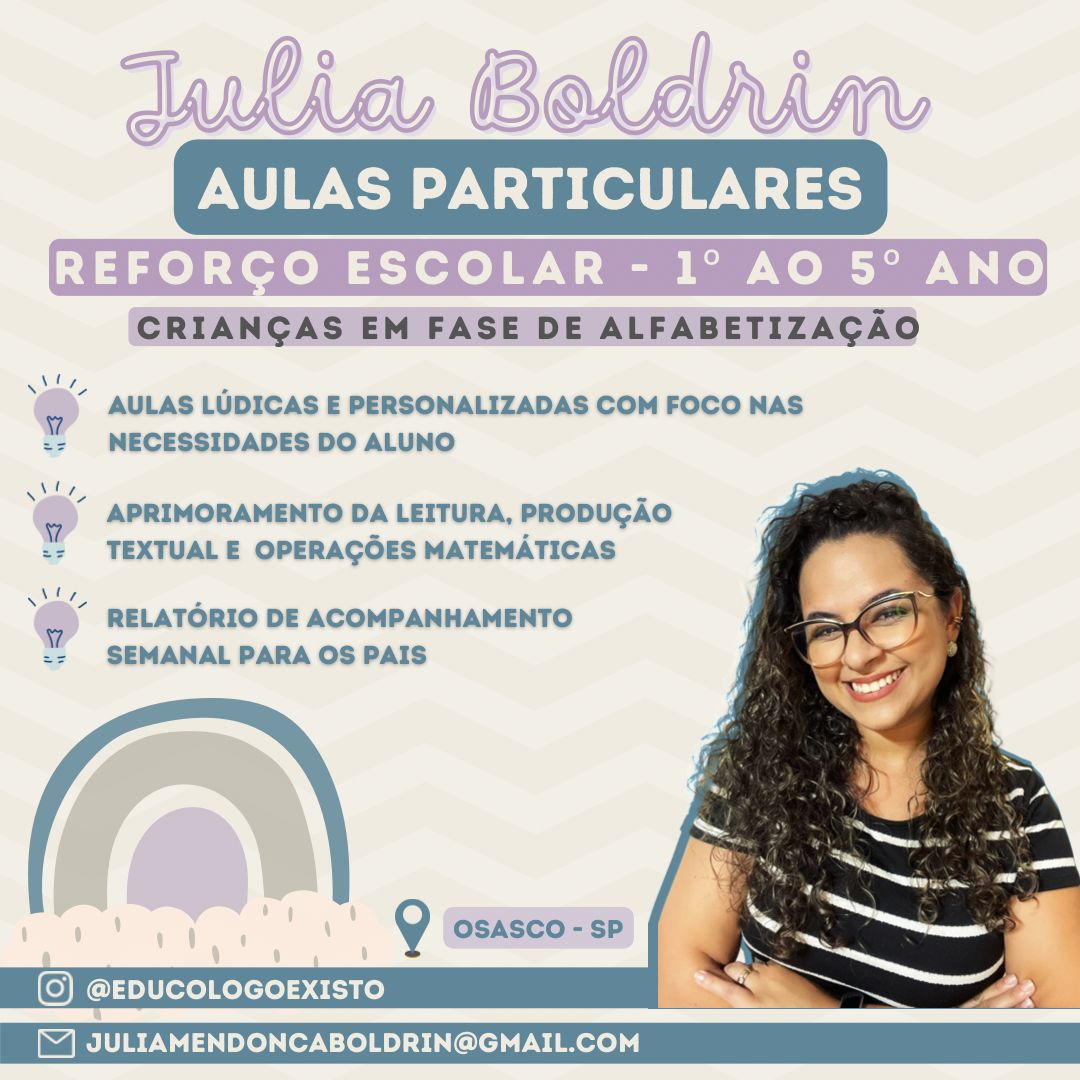 Julia Boldrin
AULAS PARTICULARES
REFORÇO ESCOLAR - 1º AO 5º ANO
CRIANÇAS EM FASE DE ALFABETIZAÇÃO
AULAS LÚDICAS E PERSONALIZADAS COM FOCO NAS
NECESSIDADES DO ALUNO
APRIMORAMENTO DA LEITURA, PRODUÇÃO
TEXTUAL E OPERAÇÕES MATEMÁTICAS
RELATÓRIO DE ACOMPANHAMENTO
SEMANAL PARA OS PAIS
OSASCO - SP
@EDUCOLOGOEXISTO
JULIAMENDONCABOLDRIN@GMAIL.COM